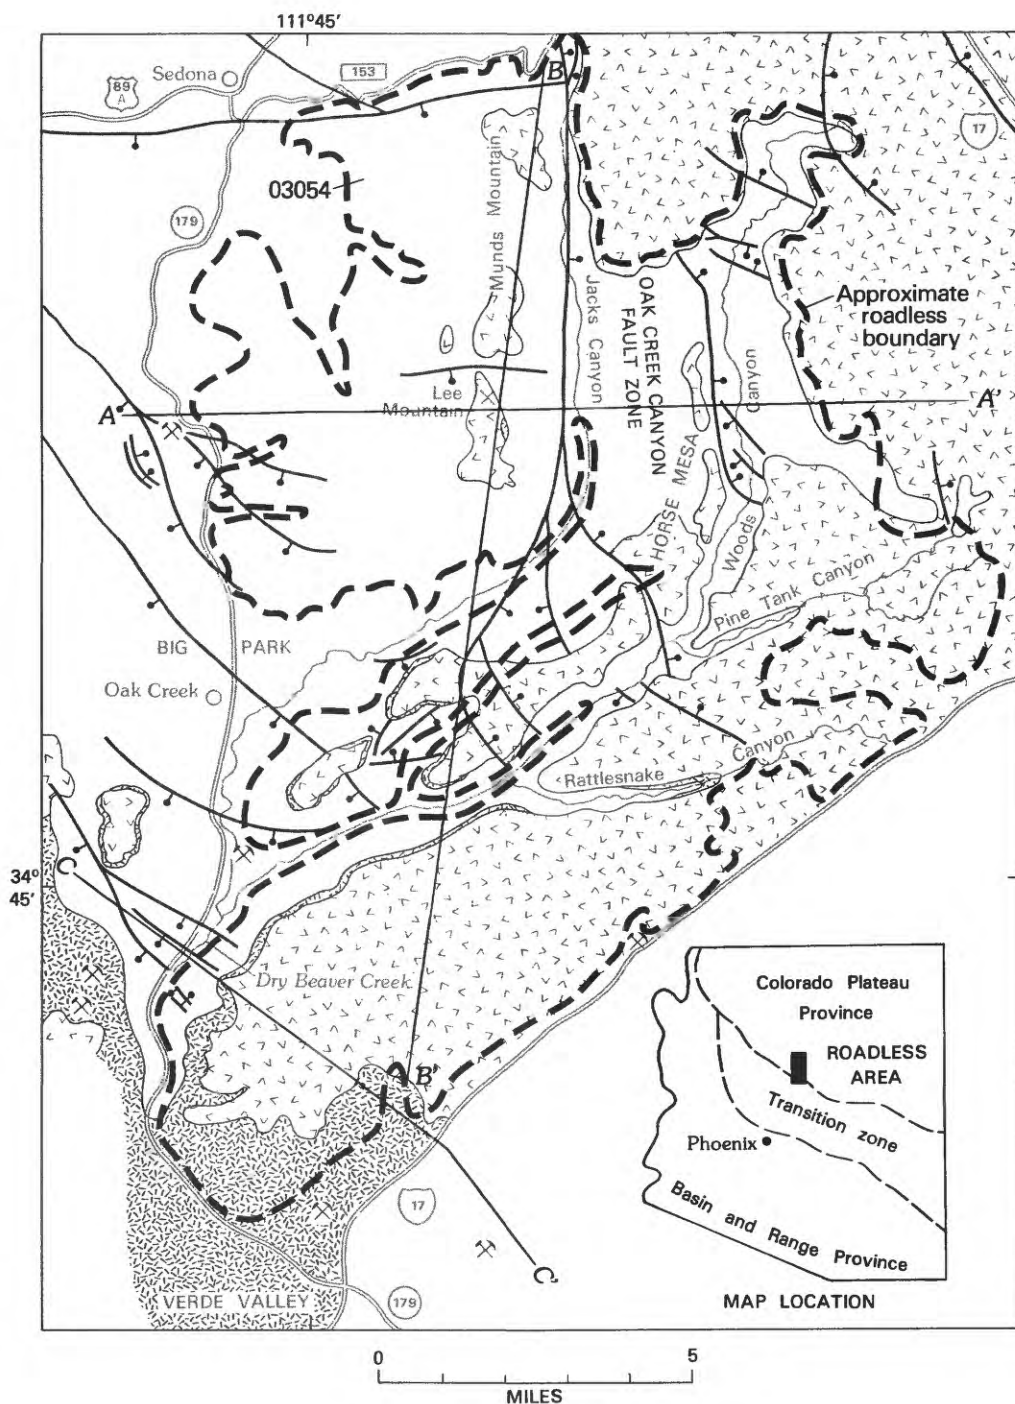 111°45′
Sedona
89
A
153
B
17
03054
179
Munds Mountain
Jacks Canyon
OAK CREEK CANYON
FAULT ZONE
Canyon
Approximate
roadless
boundary
A
Lee
Mountain
A′
HORSE MESA
Woods
Pine Tank Canyon
BIG PARK
Oak Creek
Canyon
Rattlesnake
34°
45′
C
Dry Beaver Creek
B′
Colorado Plateau
Province
ROADLESS
AREA
Transition zone
Phoenix
Basin and Range Province
MAP LOCATION
17
C′
VERDE VALLEY
179
0 5
MILES